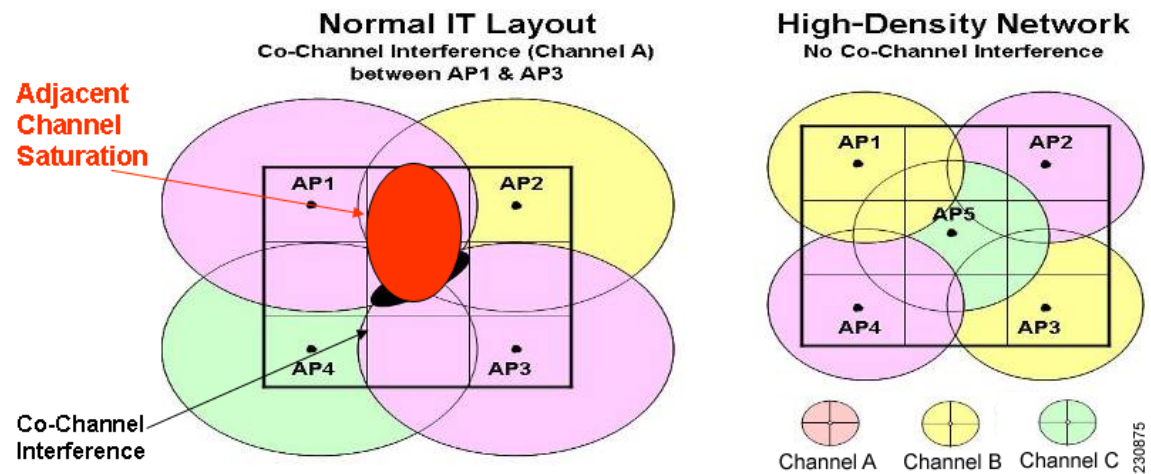 Normal IT Layout
Co-Channel Interference (Channel A)
between AP1 & AP3
Adjacent
Channel
Saturation
AP1
AP2
AP4
AP3
Co-Channel
Interference
High-Density Network
No Co-Channel Interference
AP1
AP2
AP5
AP4
AP3
Channel A
Channel B
Channel C
230875